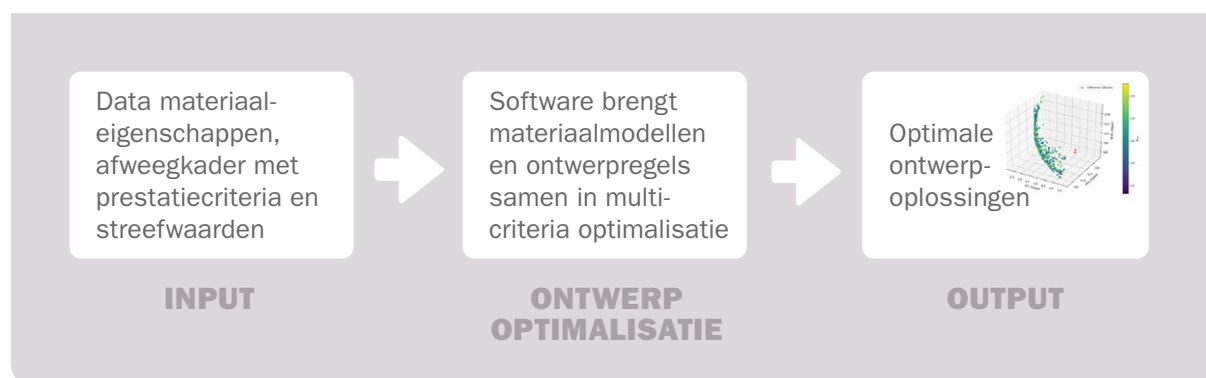 Data materiaal-
eigenschappen,
afweegkader met
prestatiecriteria en
streefwaarden
INPUT
Software brengt
materiaalmodellen
en ontwerpregels
samen in multi-
criteria optimalisatie
ONTWERP
OPTIMALISATIE
Optimale
ontwerp-
oplossingen
OUTPUT